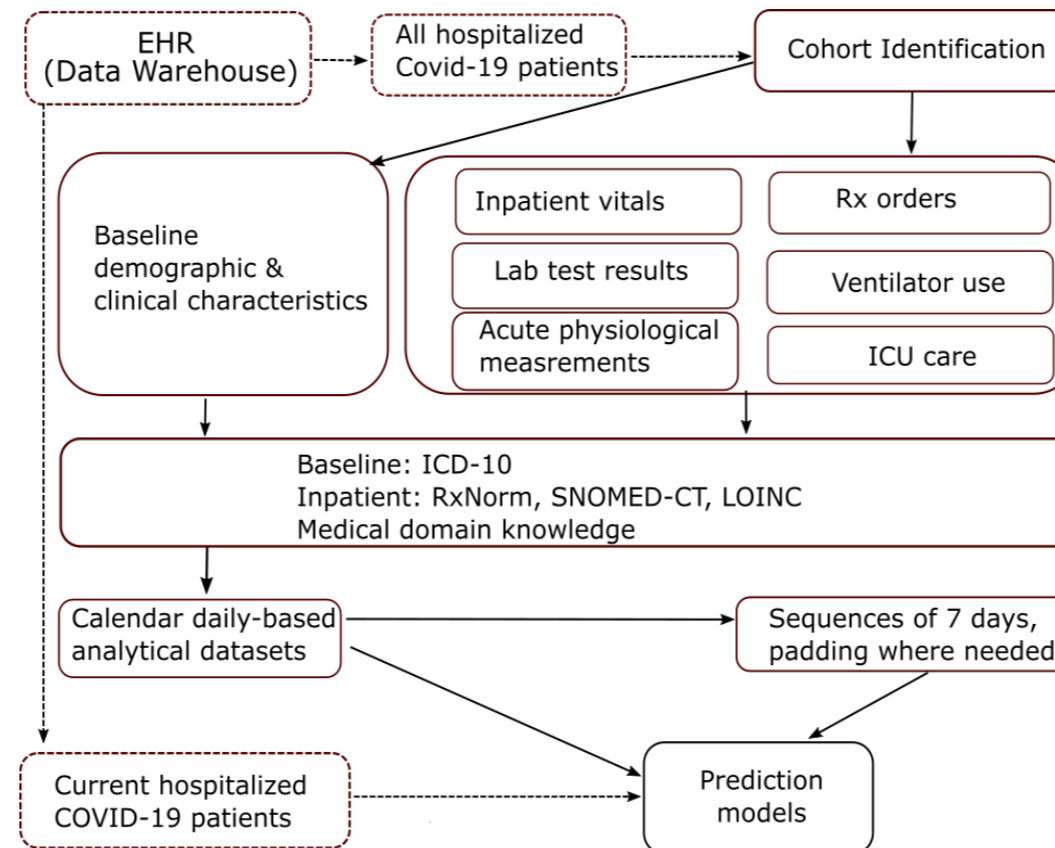 EHR
(Data Warehouse)
All hospitalized
Covid-19 patients
Cohort Identification
Baseline
demographic &
clinical characteristics
Inpatient vitals
Rx orders
Lab test results
Ventilator use
Acute physiological
measrements
ICU care
Baseline: ICD-10
Inpatient: RxNorm, SNOMED-CT, LOINC
Medical domain knowledge
Calendar daily-based
analytical datasets
Sequences of 7 days,
padding where needed
Current hospitalized
COVID-19 patients
Prediction
models